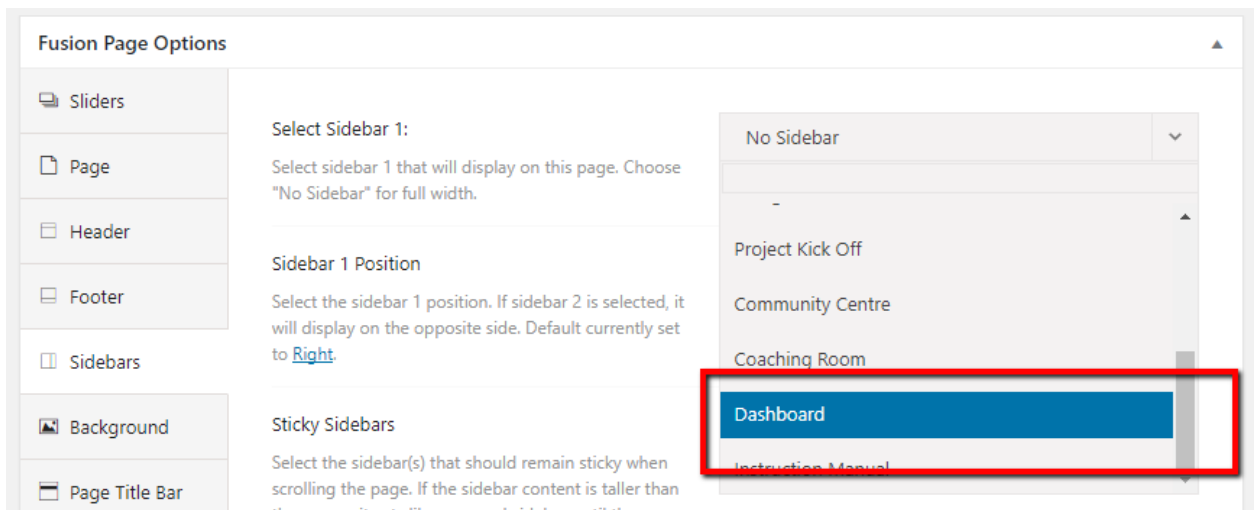 Fusion Page Options
Sliders
Page
Header
Footer
Sidebars
Background
Page Title Bar
Select Sidebar 1:
Select sidebar 1 that will display on this page. Choose
"No Sidebar" for full width.
Sidebar 1 Position
Select the sidebar 1 position. If sidebar 2 is selected, it
will display on the opposite side. Default currently set
to Right.
Sticky Sidebars
Select the sidebar(s) that should remain sticky when
scrolling the page. If the sidebar content is taller than
No Sidebar
Project Kick Off
Community Centre
Coaching Room
Dashboard
Instruction Manual